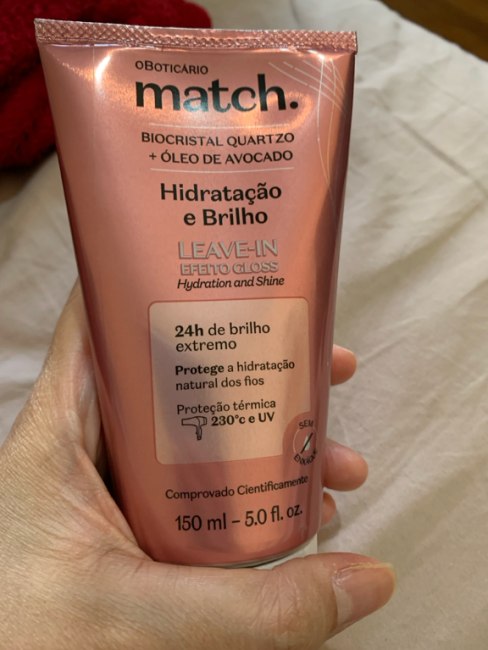 oBoticário
match.
BIOCRISTAL QUARTZO
+ ÓLEO DE AVOCADO
Hidratação
e Brilho
LEAVE-IN
EFEITO GLOSS
Hydration and Shine
24h de brilho
extremo
Protege a hidratação
natural dos fios
Proteção térmica
230°c e UV
SEM
ENXÁGUE
Comprovado Cientificamente
150 ml – 5.0 fl. oz.